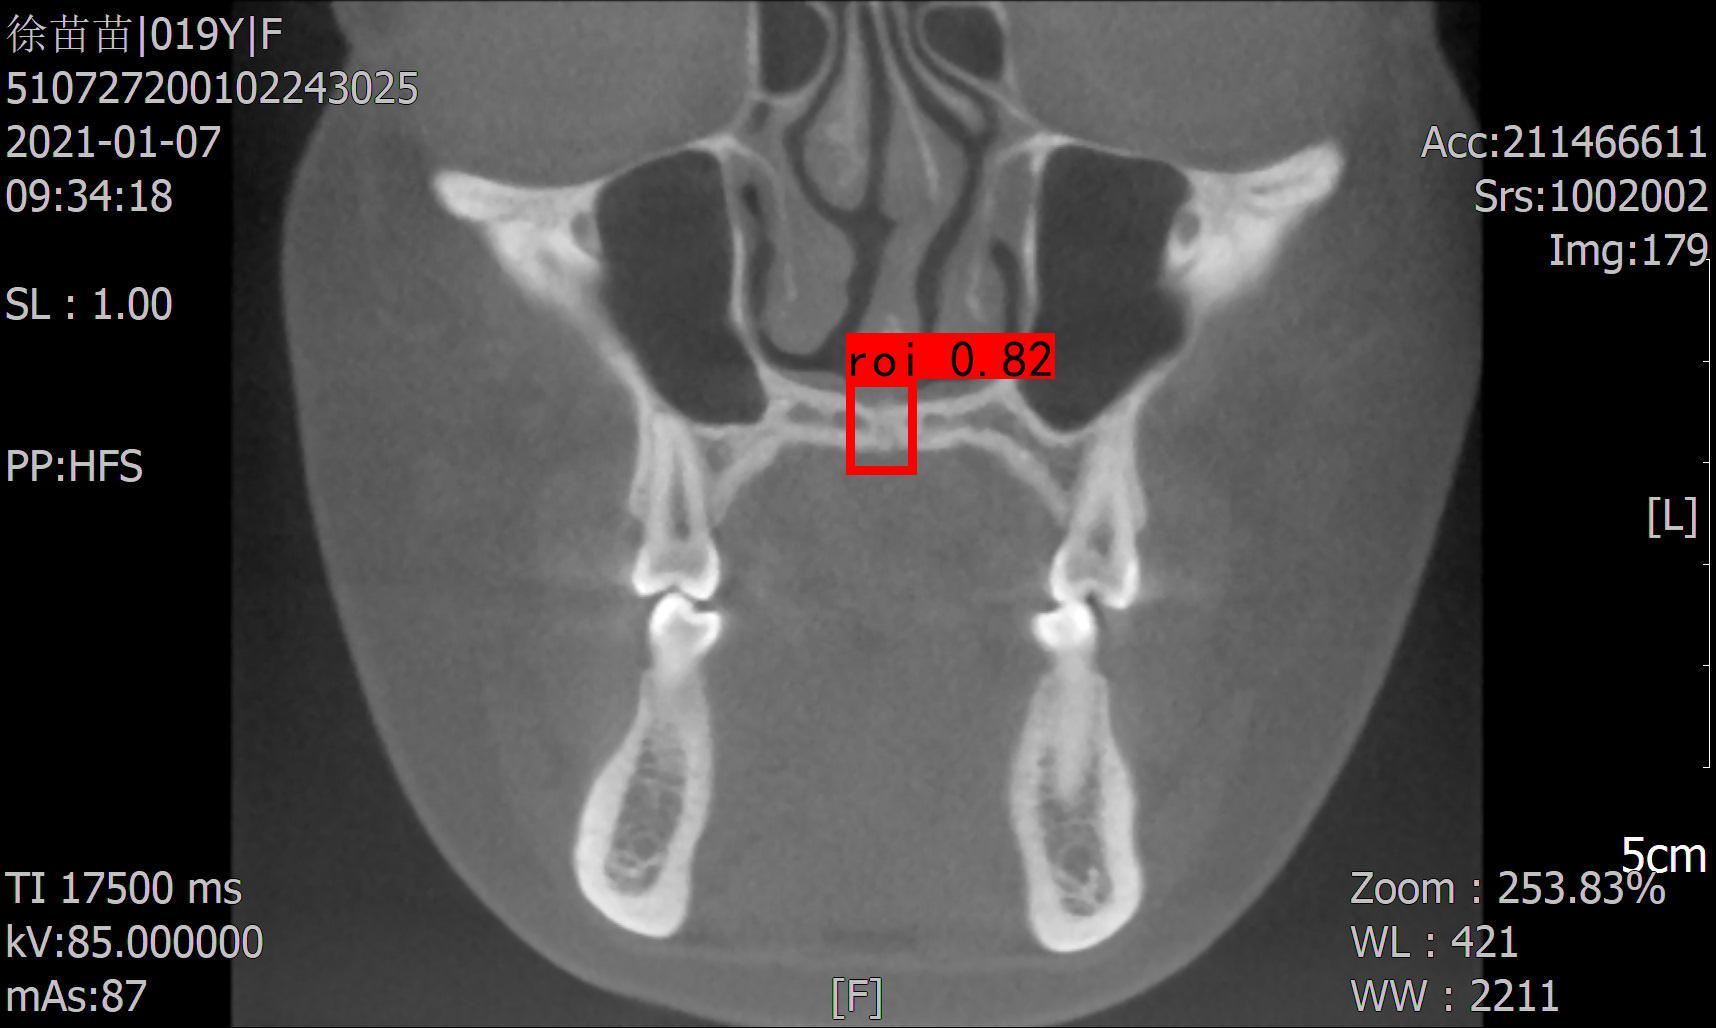 徐苗苗|019Y|F
510727200102243025
2021-01-07
09:34:18
SL : 1.00
PP:HFS
TI 17500 ms
kV:85.000000
mAs:87
Acc:211466611
Srs:1002002
Img:179
[L]
roi 0.82
5cm
Zoom : 253.83%
WL : 421
WW : 2211
[F]